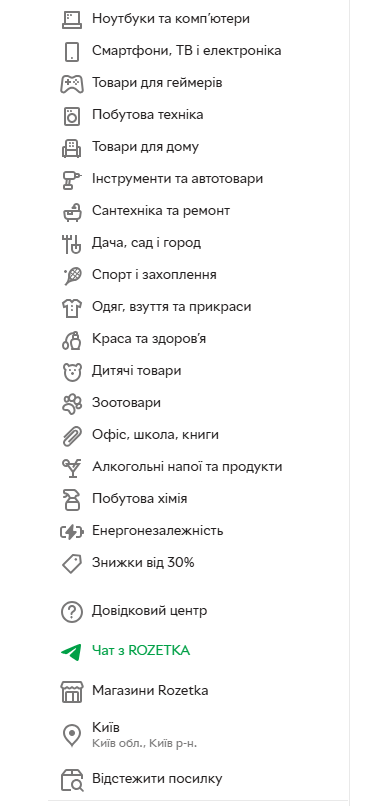 Ноутбуки та комп’ютери
Смартфони, ТВ і електроніка
Товари для геймерів
Побутова техніка
Товари для дому
Інструменти та автотовари
Сантехніка та ремонт
Дача, сад і город
Спорт і захоплення
Одяг, взуття та прикраси
Краса та здоров’я
Дитячі товари
Зоотовари
Офіс, школа, книги
Алкогольні напої та продукти
Побутова хімія
Енергонезалежність
Знижки від 30%
Довідковий центр
Чат з ROZETKA
Магазини Rozetka
Київ
Київ обл., Київ р-н.
Відстежити посилку